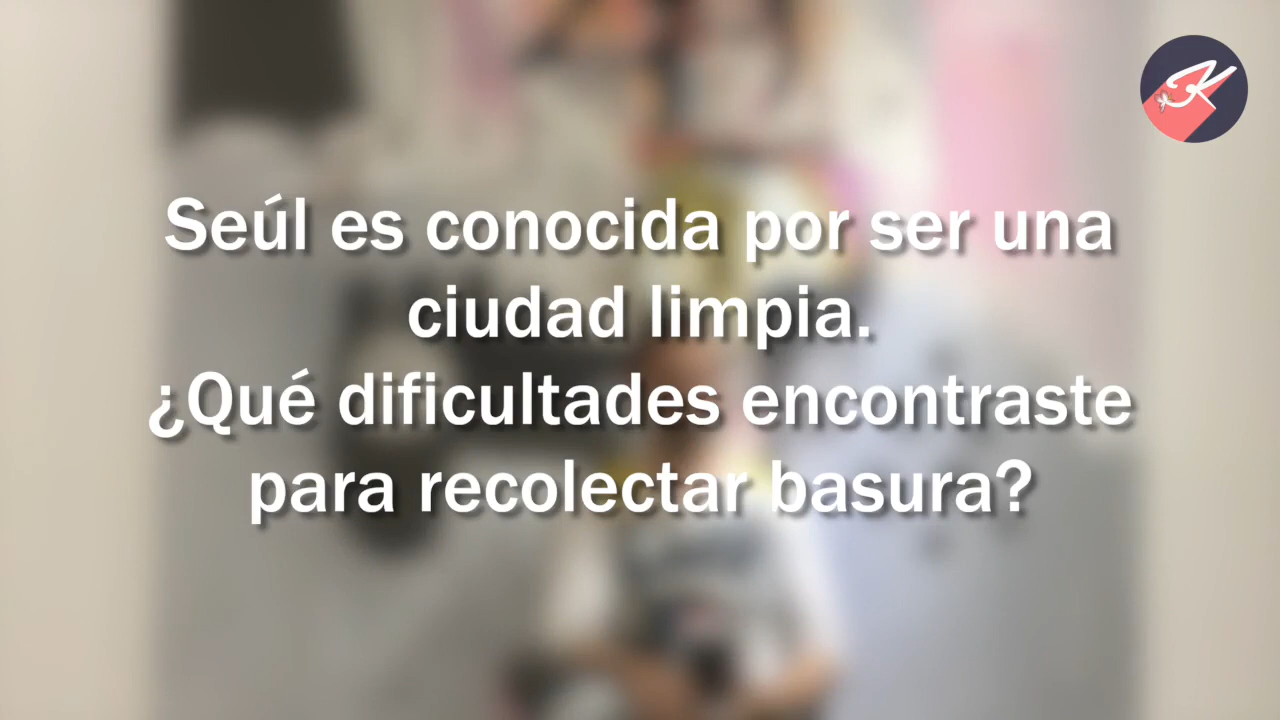 K
Seúl es conocida por ser una
ciudad limpia.
¿Qué dificultades encontraste
para recolectar basura?